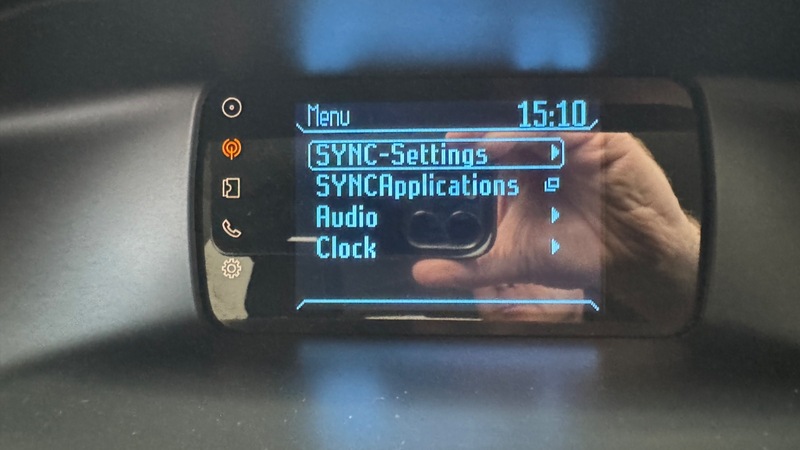 Menu 15:10
SYNC-Settings
SYNCApplications
Audio
Clock